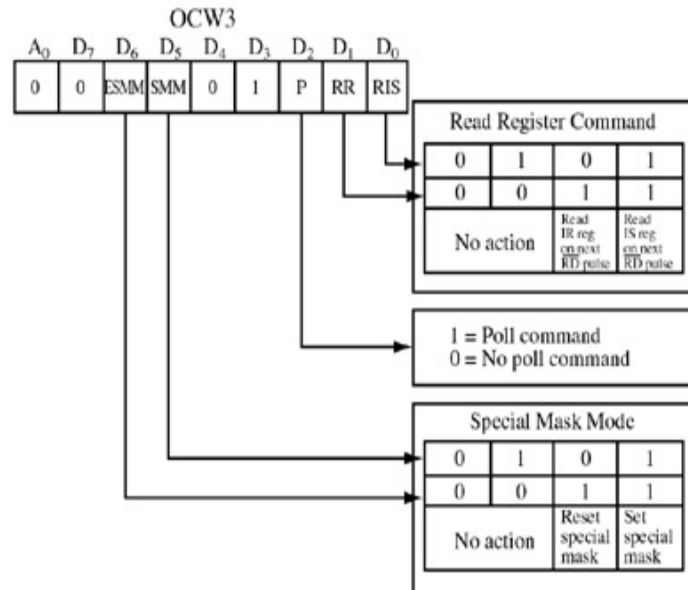 OCW3
A0 D7 D6 D5 D4 D3 D2 D1 D0
0 0 ESMM SMM 0 1 P RR RIS
Read Register Command
0 1 0 1
0 0 1 1
No action
Read
IR reg
on next
RD pulse
Read
IS reg
on next
RD pulse
1 = Poll command
0 = No poll command
Special Mask Mode
0 1 0 1
0 0 1 1
No action
Reset
special
mask
Set
special
mask